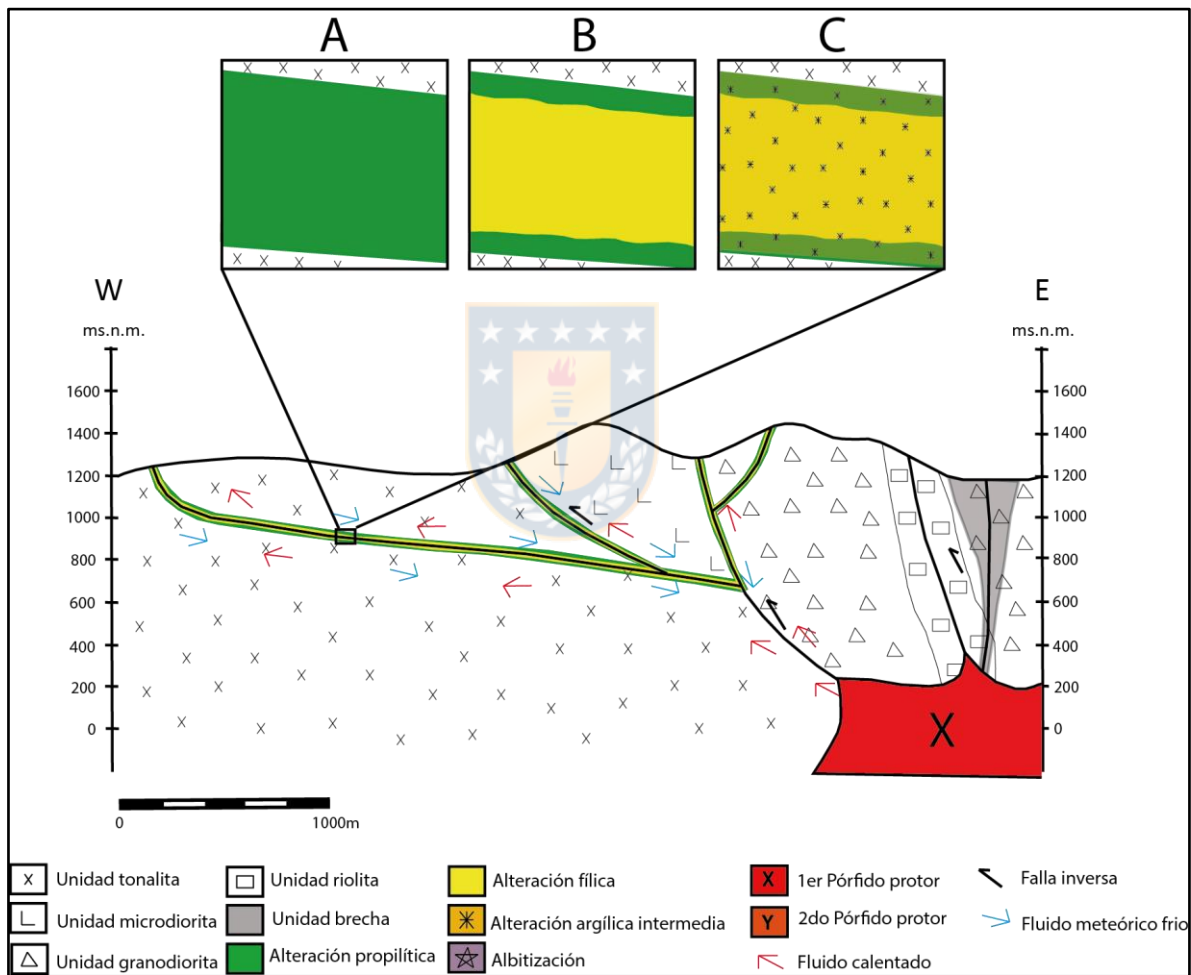 A B C
W E
ms.n.m. ms.n.m.
1600 1600
1400 1400
1200 1200
1000 1000
800 800
600 600
400 400
200 200
0 0
X
0 1000m
x Unidad tonalita
Unidad riolita
Alteración fílica
X 1er Pórfido protor
Falla inversa
Unidad microdiorita
Unidad brecha
Alteración argílica intermedia
Y 2do Pórfido protor
Fluido meteórico frio
Unidad granodiorita
Alteración propilítica
Albitización
Fluido calentado